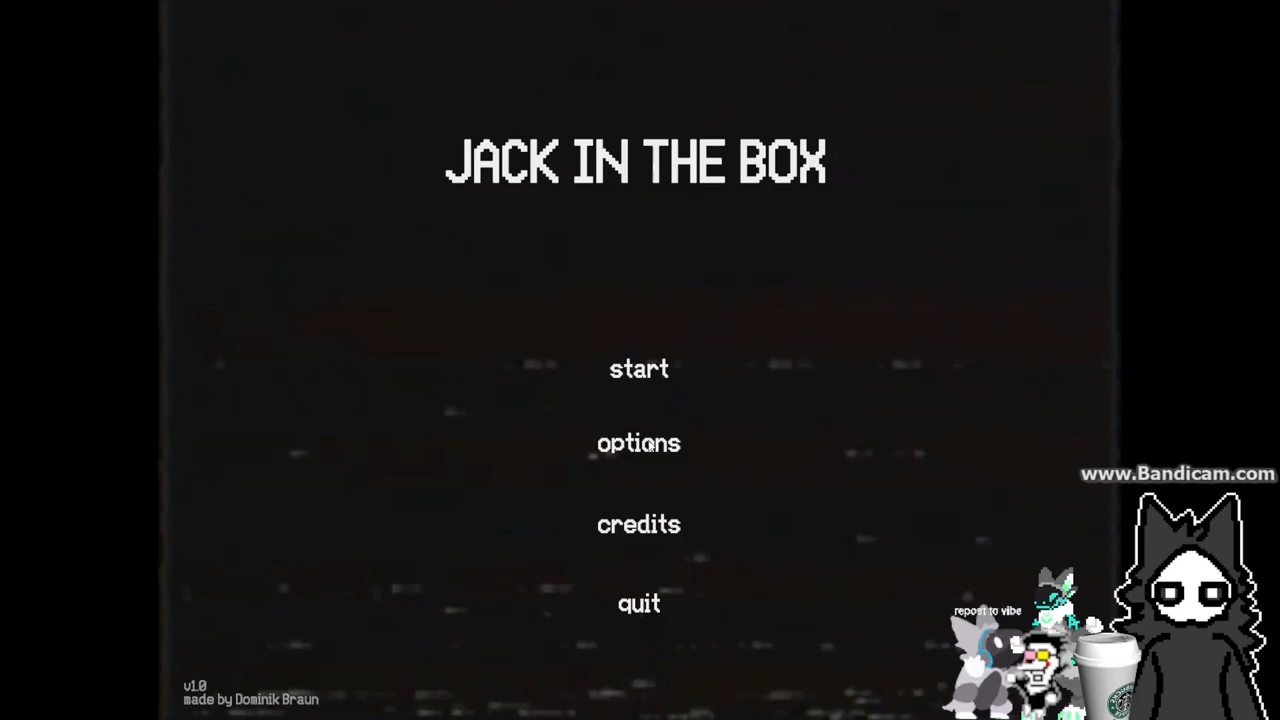 JACK IN THE BOX
start
options
credits
quit
www.Bandicam.com
repost to vibe
v1.0
made by Dominik Braun